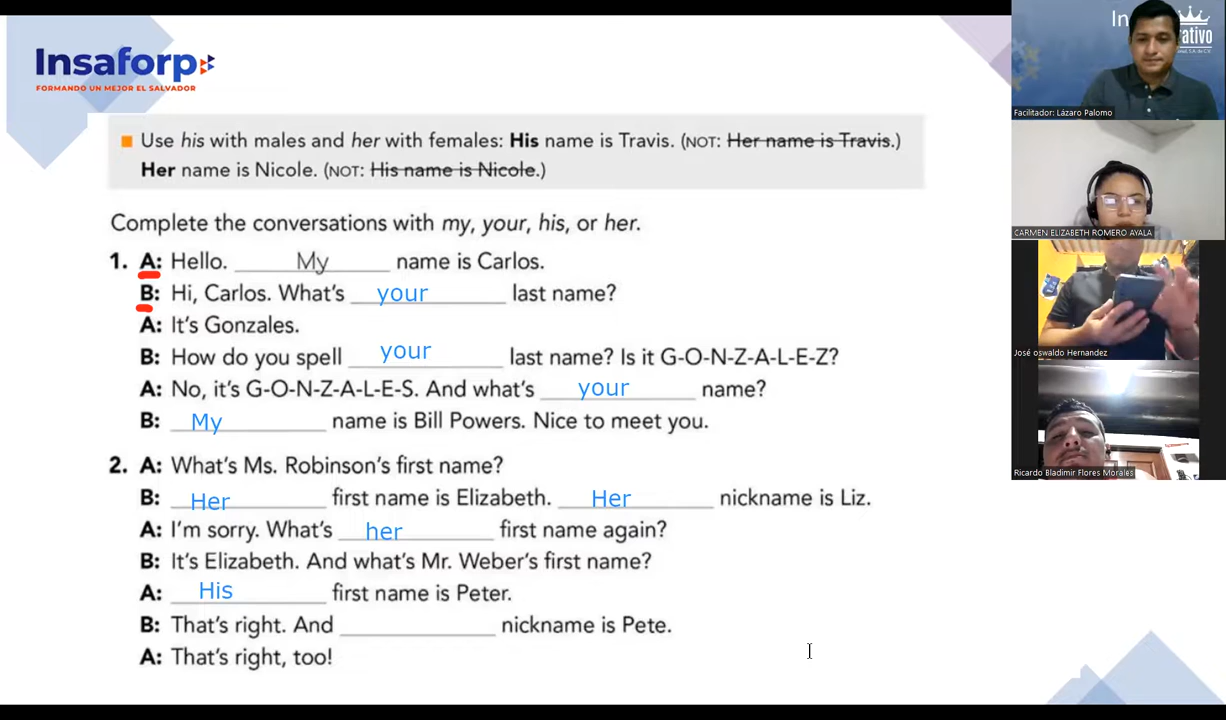 Insaforp
FORMANDO UN MEJOR EL SALVADOR
Use his with males and her with females: His name is Travis. (NOT: Her name is Travis.)
Her name is Nicole. (NOT: His name is Nicole.)
Complete the conversations with my, your, his, or her.
1. A: Hello. My name is Carlos.
B: Hi, Carlos. What's your last name?
A: It's Gonzales.
B: How do you spell your last name? Is it G-O-N-Z-A-L-E-Z?
A: No, it's G-O-N-Z-A-L-E-S. And what's your name?
B: My name is Bill Powers. Nice to meet you.
2. A: What's Ms. Robinson's first name?
B: Her first name is Elizabeth. Her nickname is Liz.
A: I'm sorry. What's her first name again?
B: It's Elizabeth. And what's Mr. Weber's first name?
A: His first name is Peter.
B: That's right. And ____________ nickname is Pete.
A: That's right, too!
In
ativo
Facilitador: Lázaro Palomo
CARMEN ELIZABETH ROMERO AYALA
José oswaldo Hernandez
Ricardo Bladimir Flores Morales